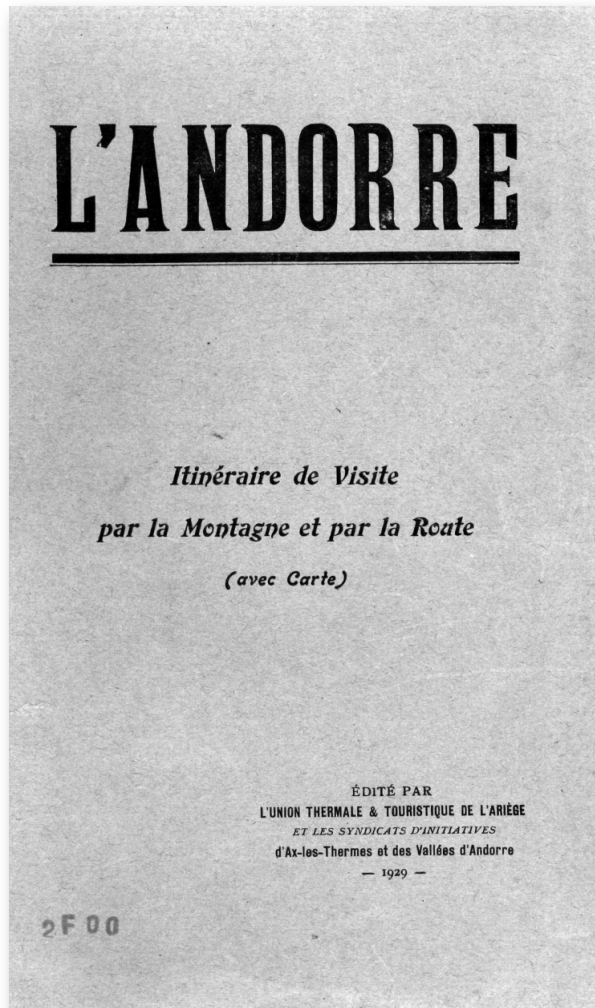 L'ANDORRE
Itinéraire de Visite
par la Montagne et par la Route
(avec Carte)
ÉDITÉ PAR
L'UNION THERMALE & TOURISTIQUE DE L'ARIÈGE
ET LES SYNDICATS D'INITIATIVES
d'Ax-les-Thermes et des Vallées d'Andorre
— 1929 —
2F00